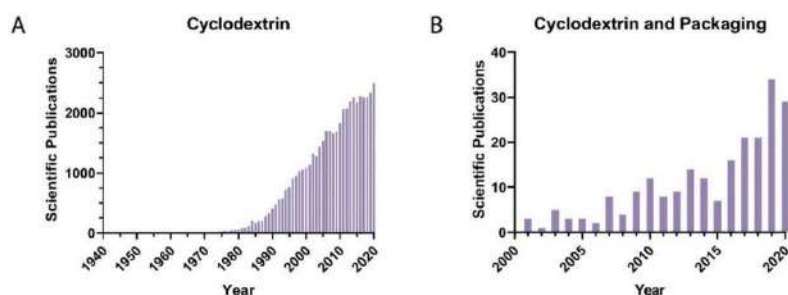 A
Cyclodextrin
Scientific Publications
3000
2500
1000
0
1940
1950
1960
1970
1980
1990
2000
2010
2020
Year
B
Cyclodextrin and Packaging
Scientific Publications
40
30
20
10
0
2000
2005
2010
2015
2020
Year